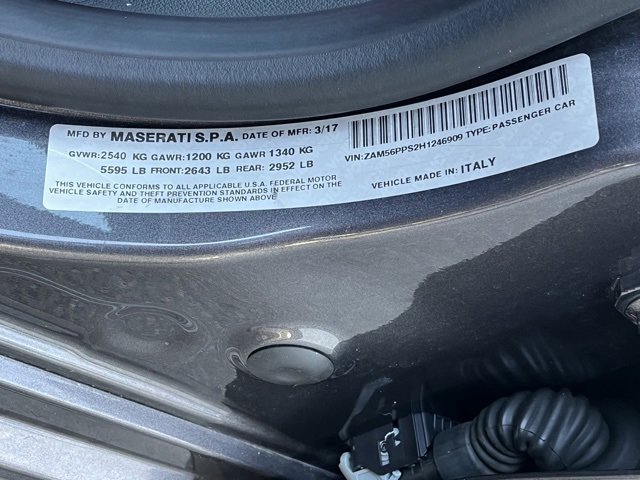 MFD BY MASERATI S.P.A. DATE OF MFR: 3/17
GVWR:2540 KG GAWR:1200 KG GAWR 1340 KG
5595 LB FRONT:2643 LB REAR: 2952 LB
THIS VEHICLE CONFORMS TO ALL APPLICABLE U.S.A. FEDERAL MOTOR
VEHICLE SAFETY AND THEFT STANDARDS IN EFFECT ON THE
DATE OF MANUFACTURE SHOWN ABOVE
VIN:ZAM56PPS2H1246909 TYPE: PASSENGER CAR
VEHICLE MADE IN: ITALY